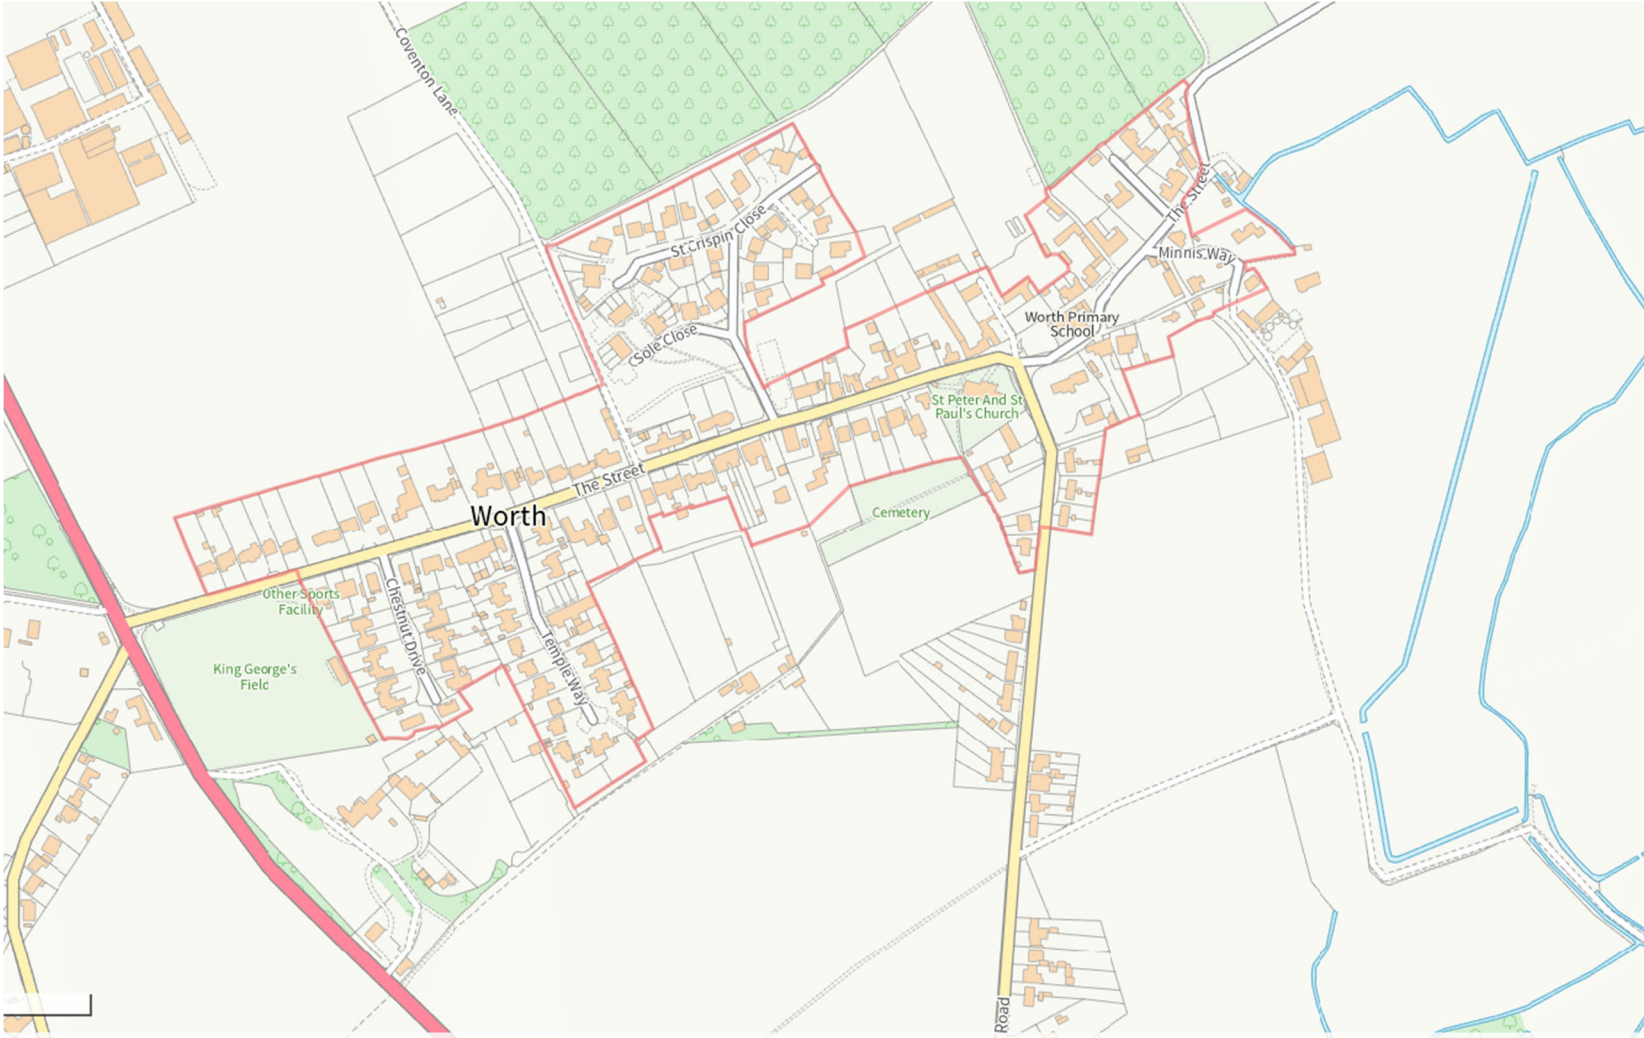 Coventon Lane
St Crispin Close
The Street
Minnis Way
Worth Primary
School
Sole Close
St Peter And St
Paul's Church
The Street
Worth
Cemetery
Other Sports
Facility
Chestnut Drive
King George's
Field
Temple Way
Road